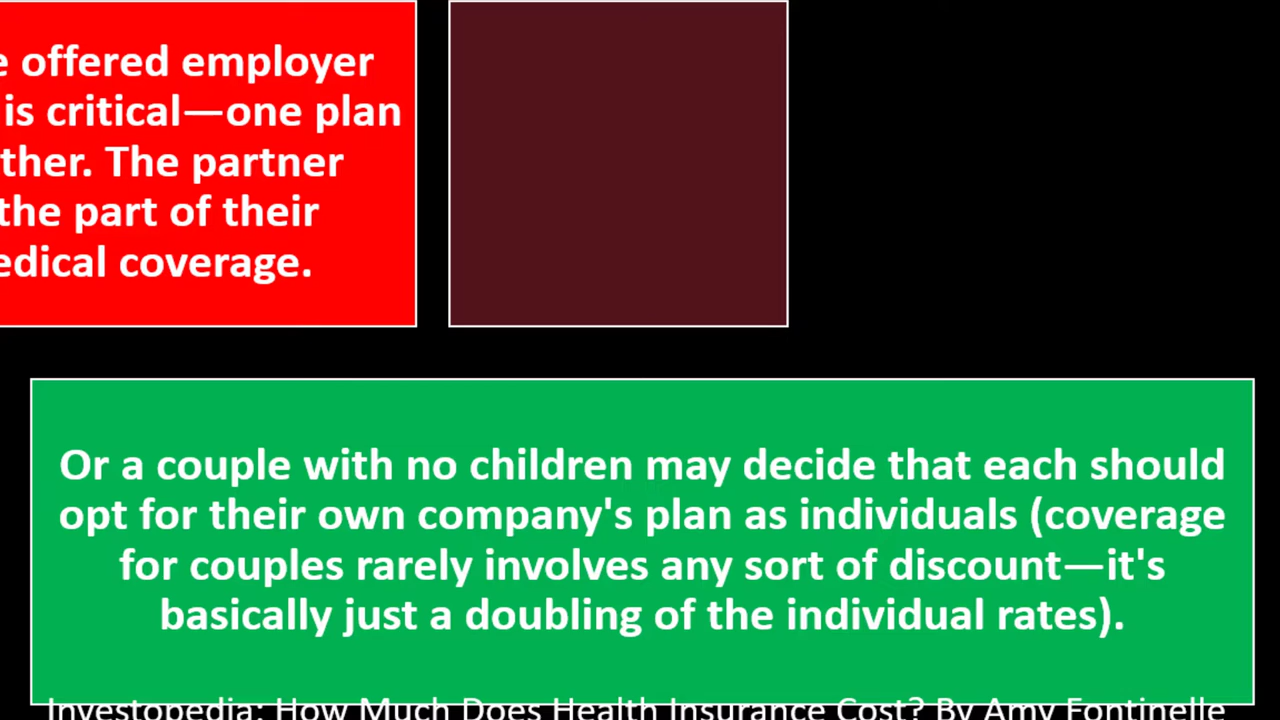 offered employer
is critical—one plan
The partner
the part of their
coverage.
Or a couple with no children may decide that each should
opt for their own company's plan as individuals (coverage
for couples rarely involves any sort of discount—it's
basically just a doubling of the individual rates).
Investopedia: How Much Does Health Insurance Cost? By Amy Fontinelle